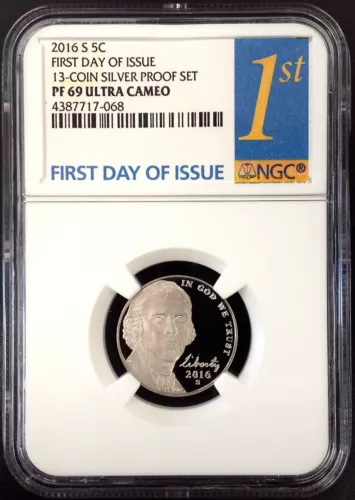 2016 S 5C
FIRST DAY OF ISSUE
13-COIN SILVER PROOF SET
PF 69 ULTRA CAMEO
4387717-068
1st
FIRST DAY OF ISSUE
NGC®
IN GOD WE TRUST
Liberty
2016
S